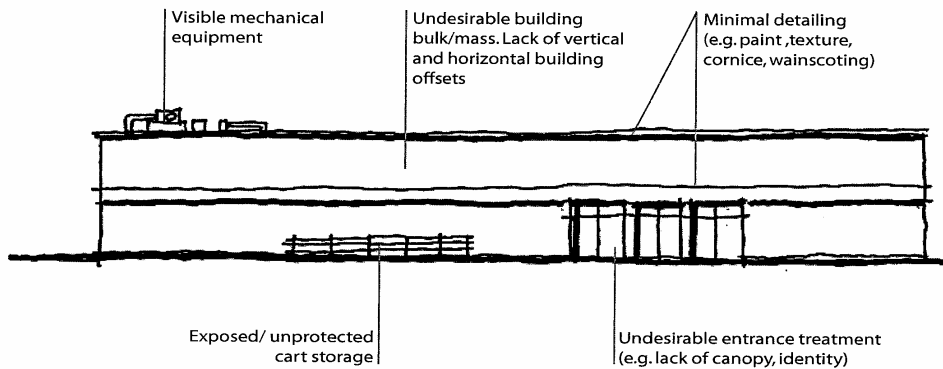 Visible mechanical
equipment
Undesirable building
bulk/mass. Lack of vertical
and horizontal building
offsets
Minimal detailing
(e.g. paint ,texture,
cornice, wainscoting)
Exposed/ unprotected
cart storage
Undesirable entrance treatment
(e.g. lack of canopy, identity)